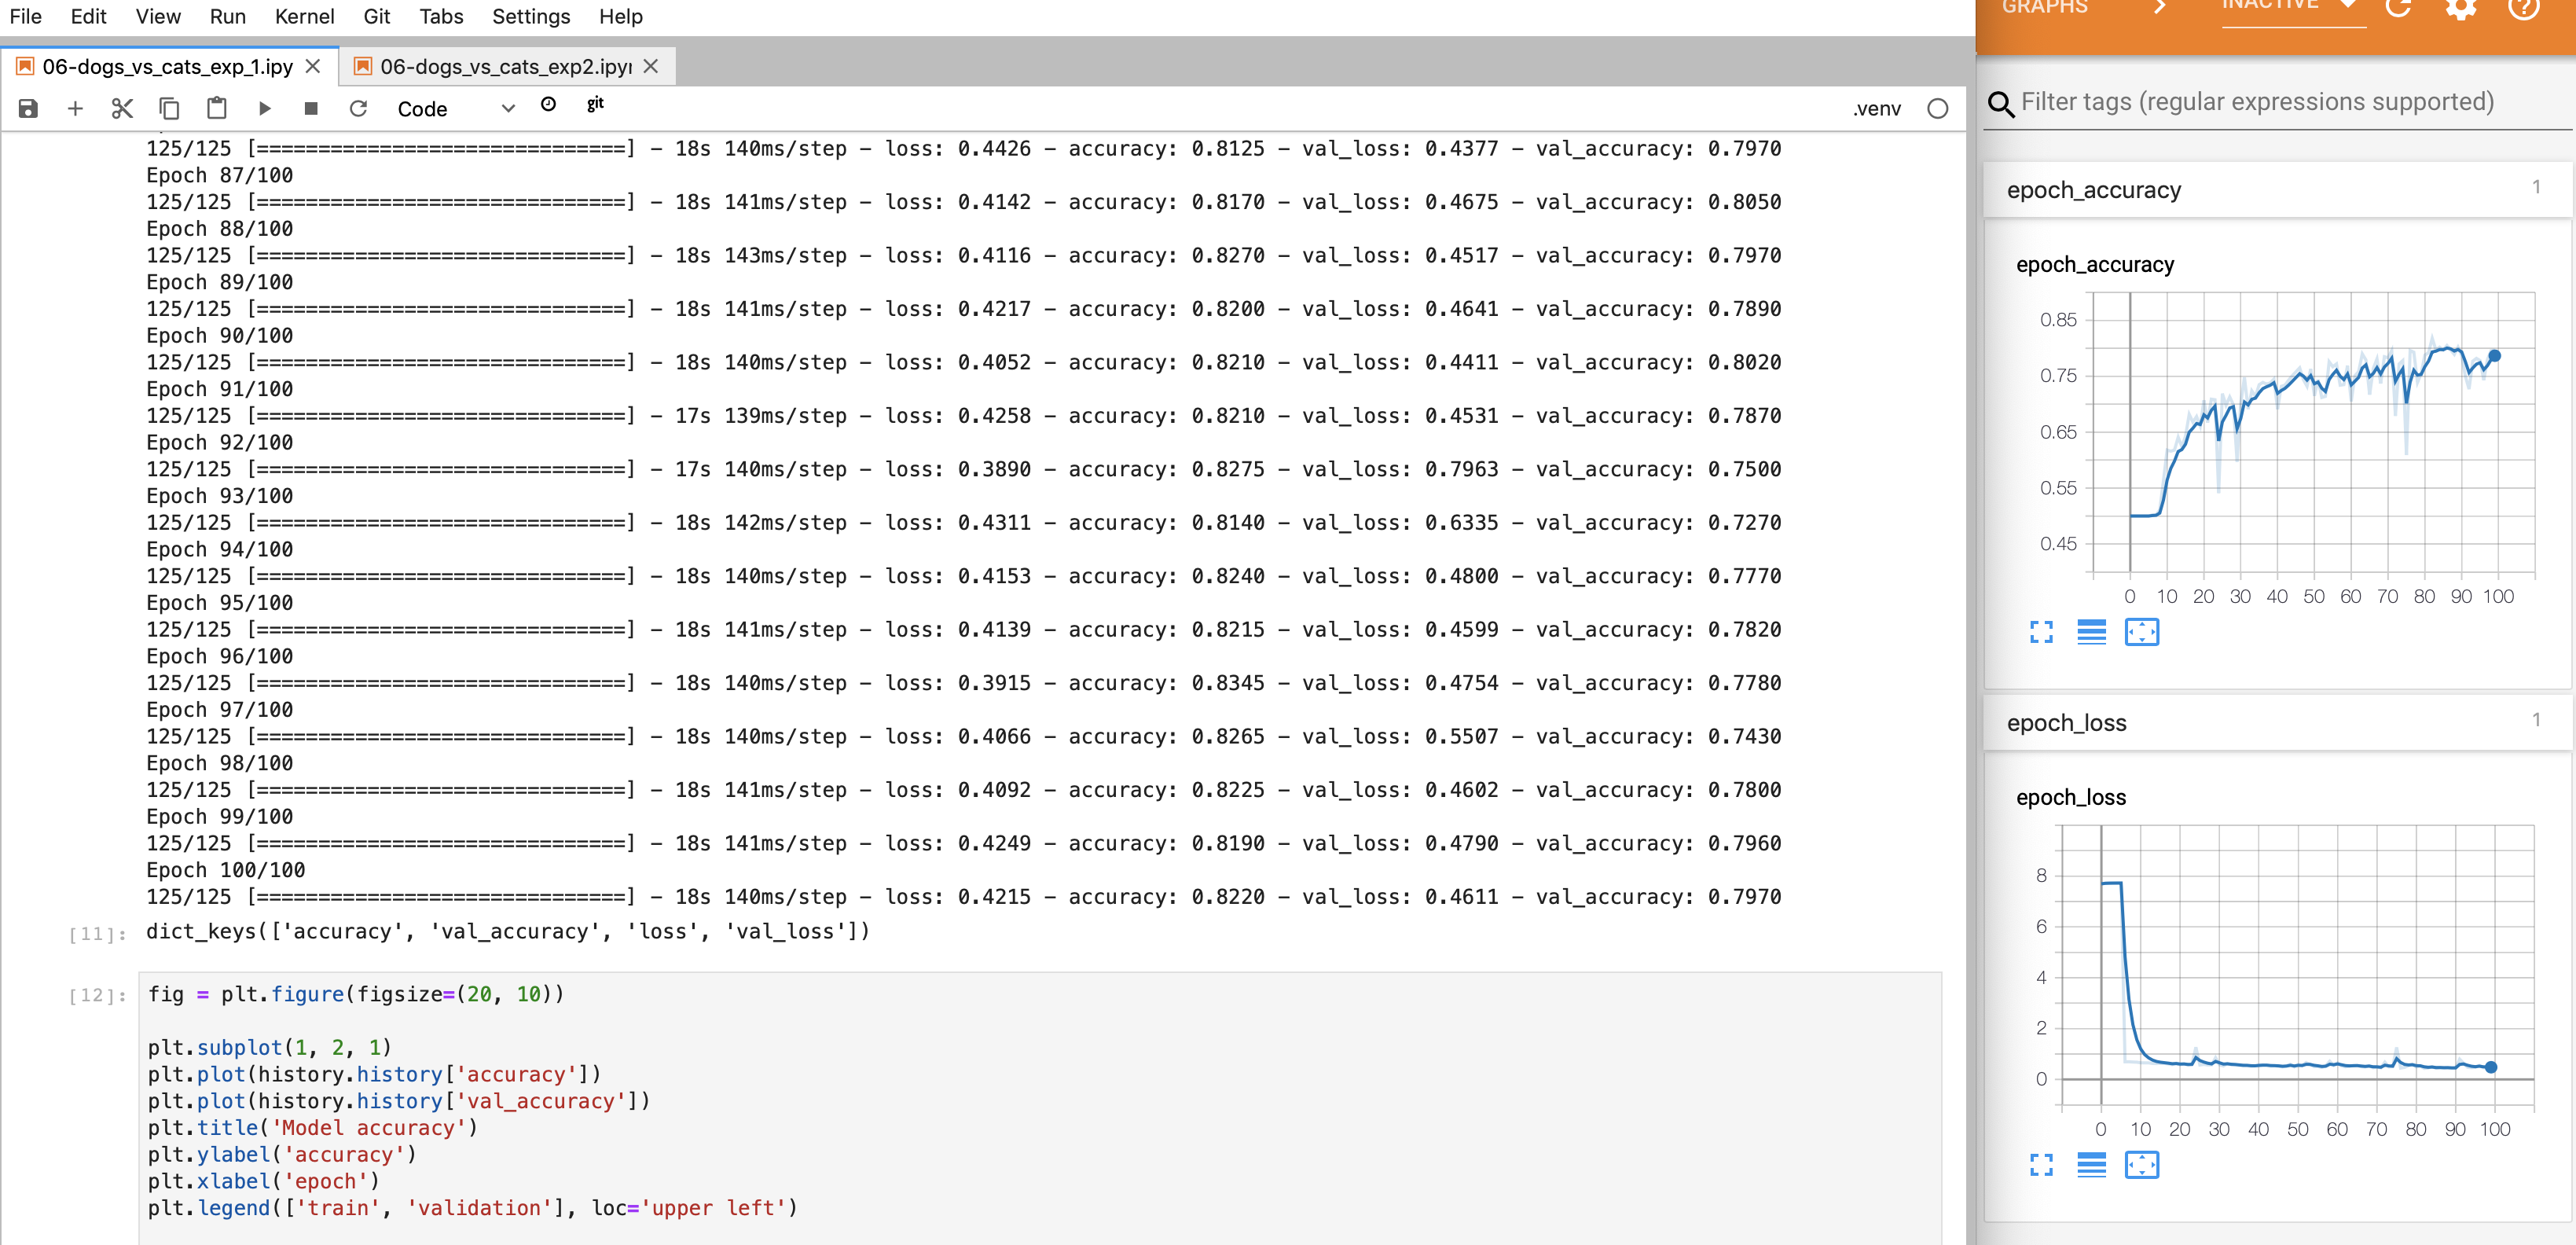 File Edit View Run Kernel Git Tabs Settings Help
06-dogs_vs_cats_exp_1.ipy 06-dogs_vs_cats_exp2.ipyı
Code git .venv
125/125 [==============================] - 18s 140ms/step - loss: 0.4426 - accuracy: 0.8125 - val_loss: 0.4377 - val_accuracy: 0.7970
Epoch 87/100
125/125 [==============================] - 18s 141ms/step - loss: 0.4142 - accuracy: 0.8170 - val_loss: 0.4675 - val_accuracy: 0.8050
Epoch 88/100
125/125 [==============================] - 18s 143ms/step - loss: 0.4116 - accuracy: 0.8270 - val_loss: 0.4517 - val_accuracy: 0.7970
Epoch 89/100
125/125 [==============================] - 18s 141ms/step - loss: 0.4217 - accuracy: 0.8200 - val_loss: 0.4641 - val_accuracy: 0.7890
Epoch 90/100
125/125 [==============================] - 18s 140ms/step - loss: 0.4052 - accuracy: 0.8210 - val_loss: 0.4411 - val_accuracy: 0.8020
Epoch 91/100
125/125 [==============================] - 17s 139ms/step - loss: 0.4258 - accuracy: 0.8210 - val_loss: 0.4531 - val_accuracy: 0.7870
Epoch 92/100
125/125 [==============================] - 17s 140ms/step - loss: 0.3890 - accuracy: 0.8275 - val_loss: 0.7963 - val_accuracy: 0.7500
Epoch 93/100
125/125 [==============================] - 18s 142ms/step - loss: 0.4311 - accuracy: 0.8140 - val_loss: 0.6335 - val_accuracy: 0.7270
Epoch 94/100
125/125 [==============================] - 18s 140ms/step - loss: 0.4153 - accuracy: 0.8240 - val_loss: 0.4800 - val_accuracy: 0.7770
Epoch 95/100
125/125 [==============================] - 18s 141ms/step - loss: 0.4139 - accuracy: 0.8215 - val_loss: 0.4599 - val_accuracy: 0.7820
Epoch 96/100
125/125 [==============================] - 18s 140ms/step - loss: 0.3915 - accuracy: 0.8345 - val_loss: 0.4754 - val_accuracy: 0.7780
Epoch 97/100
125/125 [==============================] - 18s 140ms/step - loss: 0.4066 - accuracy: 0.8265 - val_loss: 0.5507 - val_accuracy: 0.7430
Epoch 98/100
125/125 [==============================] - 18s 141ms/step - loss: 0.4092 - accuracy: 0.8225 - val_loss: 0.4602 - val_accuracy: 0.7800
Epoch 99/100
125/125 [==============================] - 18s 141ms/step - loss: 0.4249 - accuracy: 0.8190 - val_loss: 0.4790 - val_accuracy: 0.7960
Epoch 100/100
125/125 [==============================] - 18s 140ms/step - loss: 0.4215 - accuracy: 0.8220 - val_loss: 0.4611 - val_accuracy: 0.7970
[11]: dict_keys(['accuracy', 'val_accuracy', 'loss', 'val_loss'])
[12]: fig = plt.figure(figsize=(20, 10))
plt.subplot(1, 2, 1)
plt.plot(history.history['accuracy'])
plt.plot(history.history['val_accuracy'])
plt.title('Model accuracy')
plt.ylabel('accuracy')
plt.xlabel('epoch')
plt.legend(['train', 'validation'], loc='upper left')
GRAPHS INACTIVE
Filter tags (regular expressions supported)
epoch_accuracy 1
epoch_accuracy
0.85
0.75
0.65
0.55
0.45
0 10 20 30 40 50 60 70 80 90 100
epoch_loss 1
epoch_loss
8
6
4
2
0
0 10 20 30 40 50 60 70 80 90 100